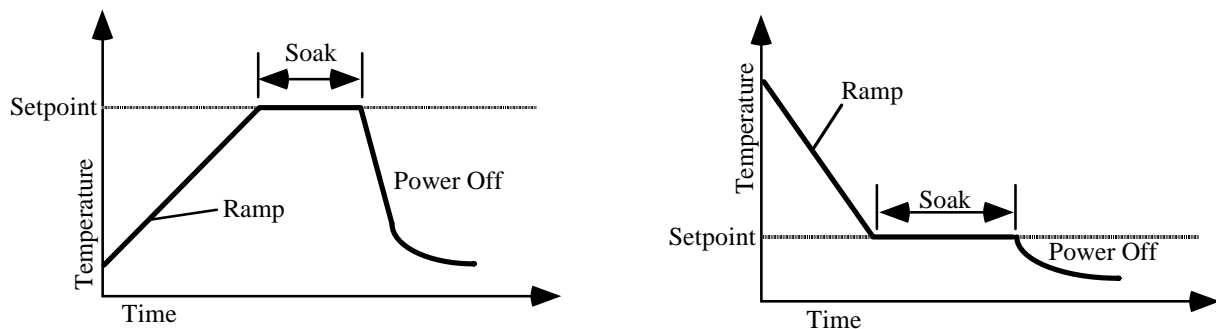 Soak
Setpoint
Temperature
Ramp
Power Off
Time
Temperature
Ramp
Soak
Setpoint
Power Off
Time